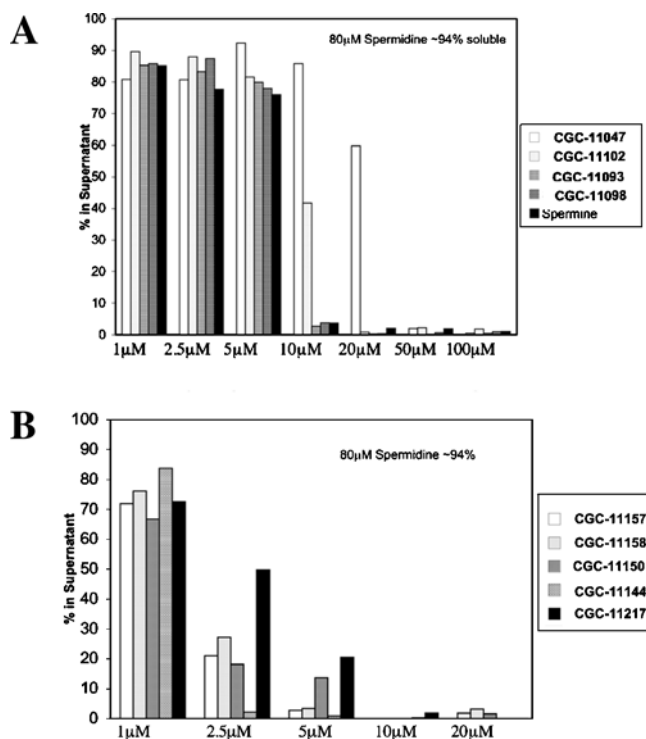 A
80µM Spermidine ~94% soluble
100
90
80
70
60
50
40
30
20
10
0
% in Supernatant
1µM 2.5µM 5µM 10µM 20µM 50µM 100µM
CGC-11047
CGC-11102
CGC-11093
CGC-11098
Spermine
B
80µM Spermidine ~94%
100
90
80
70
60
50
40
30
20
10
0
% in Supernatant
1µM 2.5µM 5µM 10µM 20µM
CGC-11157
CGC-11158
CGC-11150
CGC-11144
CGC-11217